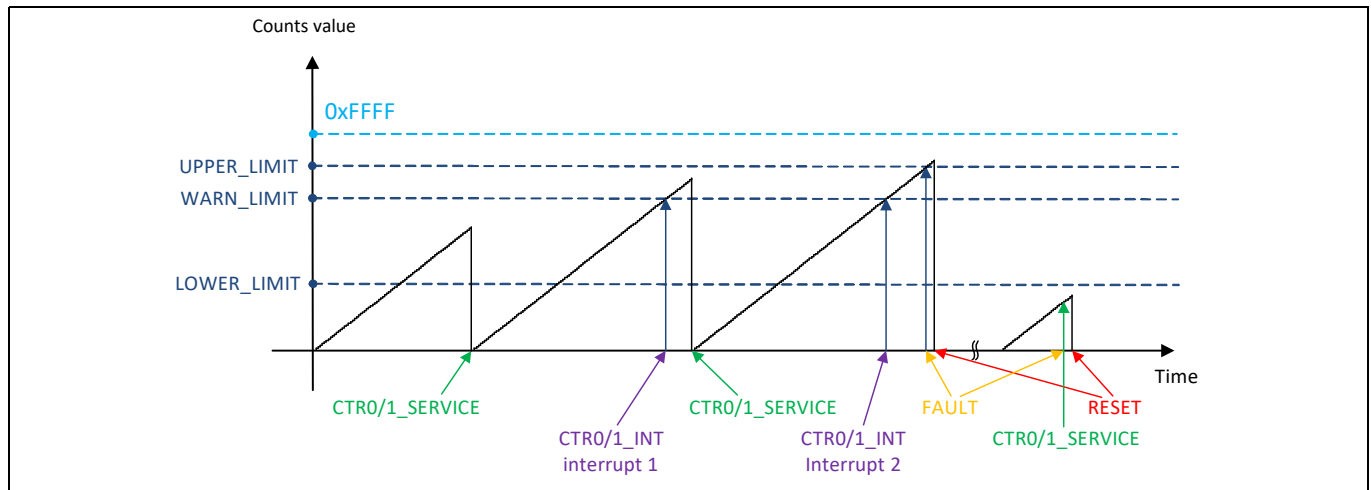 Counts value
0xFFFF
UPPER_LIMIT
WARN_LIMIT
LOWER_LIMIT
Time
CTR0/1_SERVICE
CTR0/1_SERVICE
FAULT
RESET
CTR0/1_INT
interrupt 1
CTR0/1_INT
Interrupt 2
CTR0/1_SERVICE